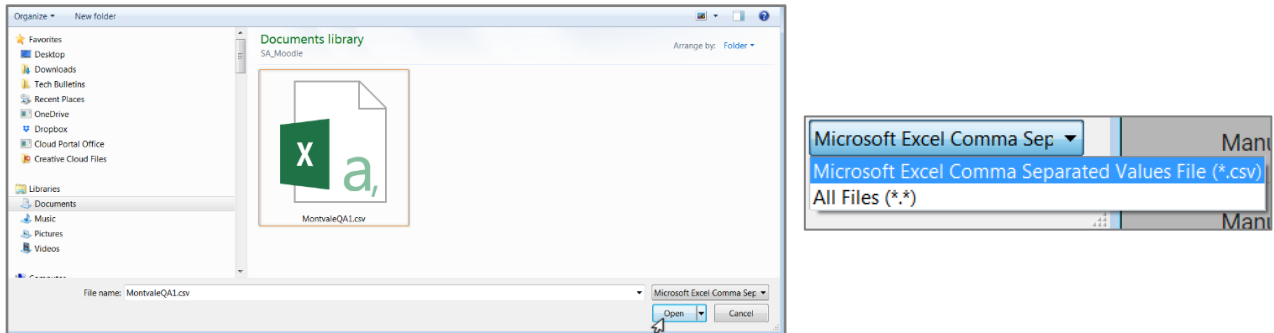 Organize
New folder
Favorites
Desktop
Downloads
Tech Bulletins
Recent Places
OneDrive
Dropbox
Cloud Portal Office
Creative Cloud Files
Libraries
Documents
Music
Pictures
Videos
Computer
Documents library
SA_Moodle
Arrange by: Folder
X
a,
MontvaleQA1.csv
File name: MontvaleQA1.csv
Microsoft Excel Comma Sep
Open
Cancel
Microsoft Excel Comma Sep
Microsoft Excel Comma Separated Values File (*.csv)
All Files (*.*)
Manu
Manu